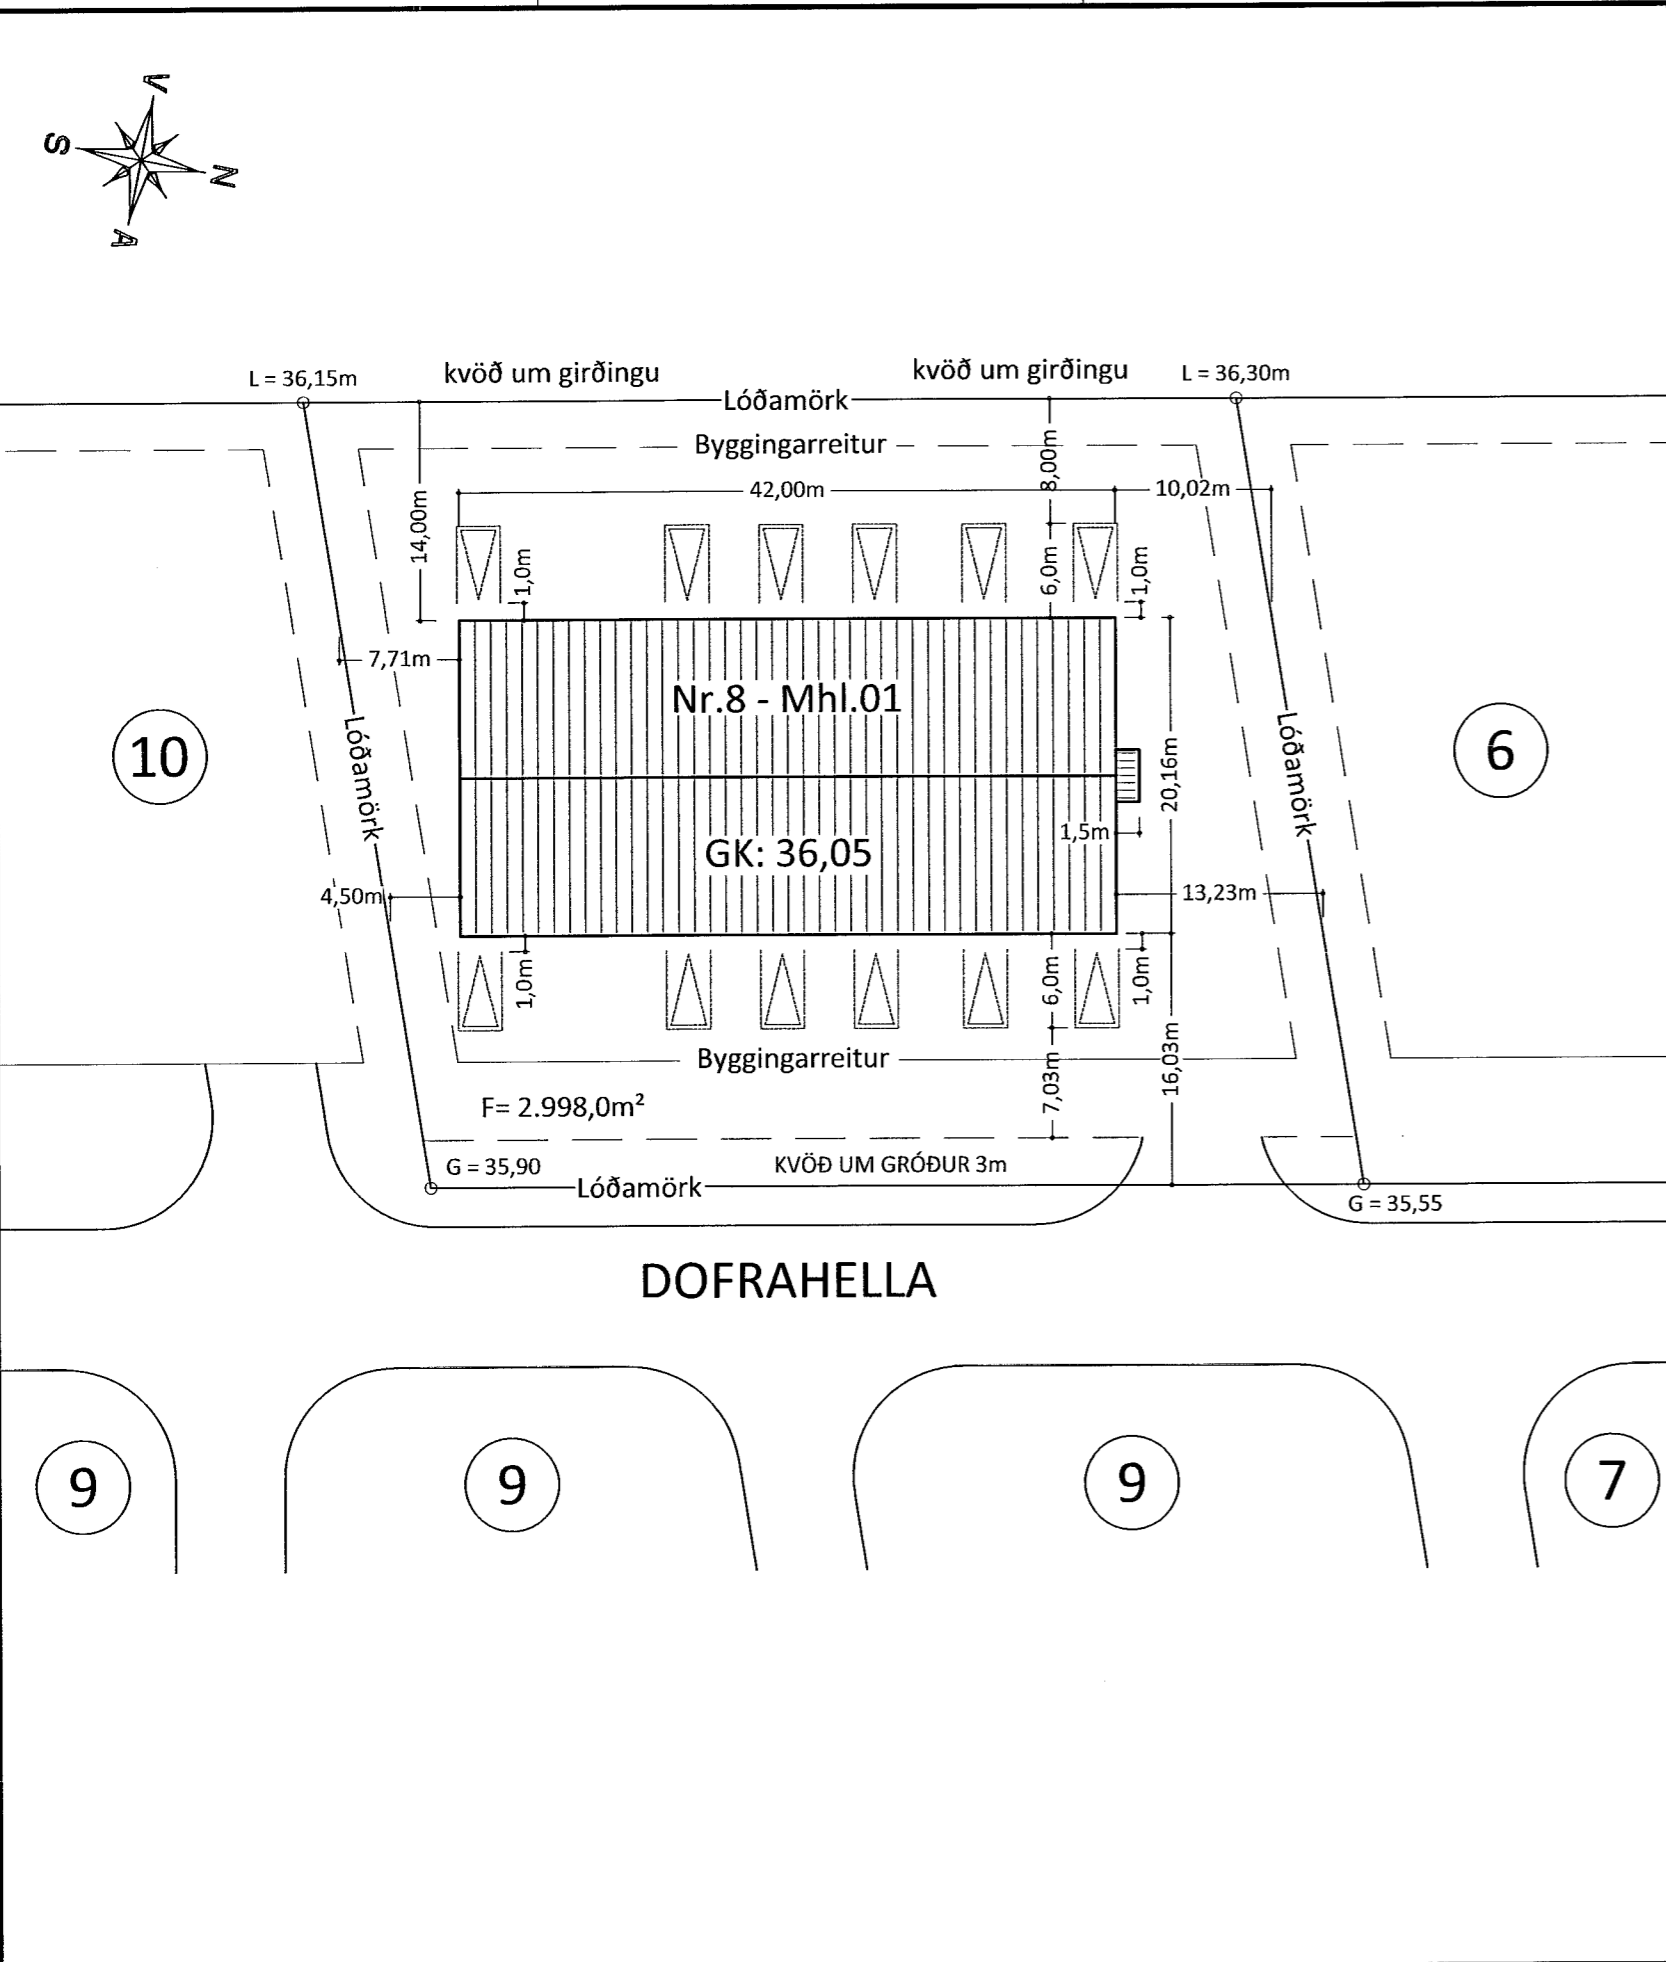 V
S
N
A
L = 36,15m
kvöð um girðingu
kvöð um girðingu
L = 36,30m
Lóðamörk
Byggingarreitur
8,00m
42,00m
10,02m
14,00m
1,0m
6,0m
1,0m
7,71m
Nr.8 - Mhl.01
Lóðamörk
Lóðamörk
10
6
20,16m
1,5m
GK: 36,05
4,50m
13,23m
1,0m
6,0m
1,0m
Byggingarreitur
16,03m
7,03m
F= 2.998,0m²
G = 35,90
KVÖÐ UM GRÓÐUR 3m
Lóðamörk
G = 35,55
DOFRAHELLA
9
9
9
7